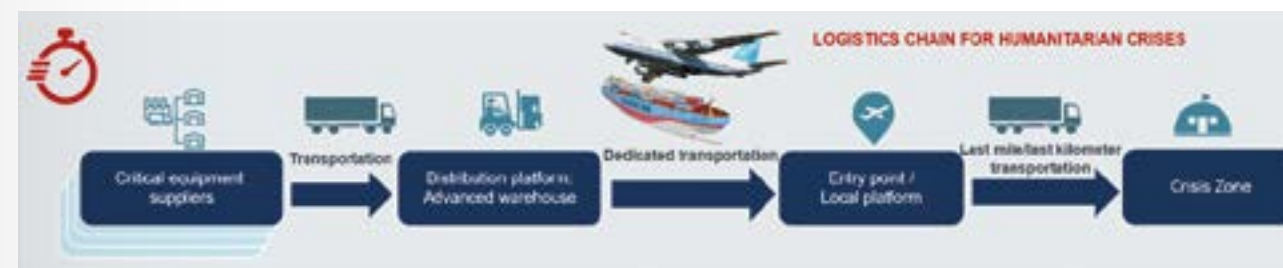 LOGISTICS CHAIN FOR HUMANITARIAN CRISES
Critical equipment
suppliers
Transportation
Distribution platform:
Advanced warehouse
Dedicated transportation
Entry point /
Local platform
Last mile/last kilometer
transportation
Crisis Zone